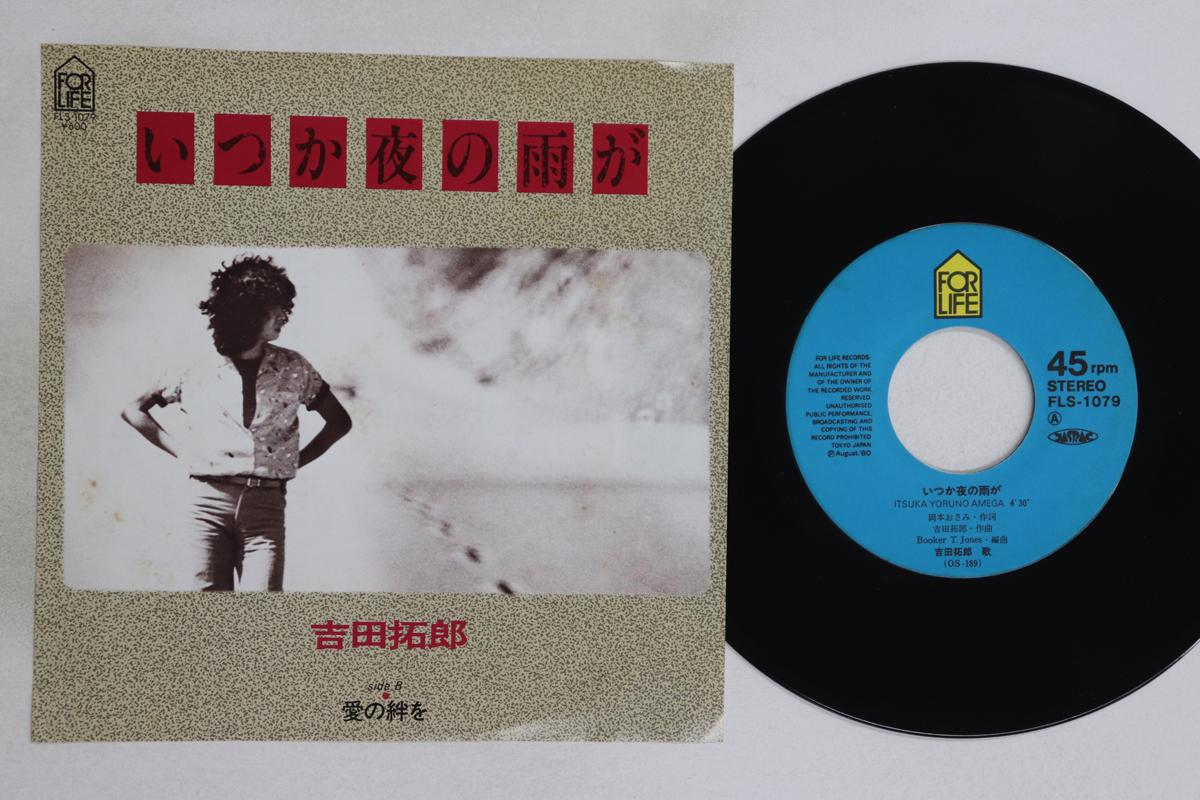 FOR
LIFE
FLS-1079
¥600
いつか夜の雨が
吉田拓郎
side B
愛の絆を
FOR
LIFE
FOR LIFE RECORDS·
ALL RIGHTS OF THE
MANUFACTURER AND
OF THE OWNER OF
THE RECORDED WORK
RESERVED.
UNAUTHORISED
PUBLIC PERFORMANCE,
BROADCASTING AND
COPYING OF THIS
RECORD PROHIBITED
TOKYO JAPAN
Ⓟ August.'80
45 rpm
STEREO
FLS-1079
Ⓐ
JASRAC
いつか夜の雨が
ITSUKA YORUNO AMEGA 4'30"
岡本おさみ・作詞
吉田拓郎・作曲
Booker T. Jones・編曲
吉田拓郎 歌
(OS-189)